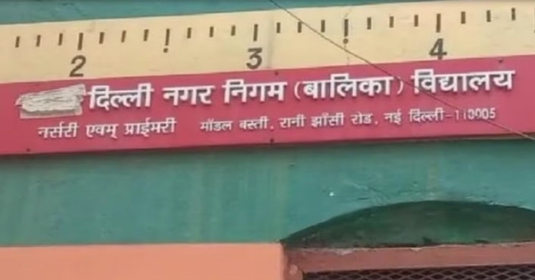 2 3 4
दिल्ली नगर निगम (बालिका) विद्यालय
नर्सरी एवम् प्राईमरी मॉडल बस्ती, रानी झाँसी रोड, नई दिल्ली-110005